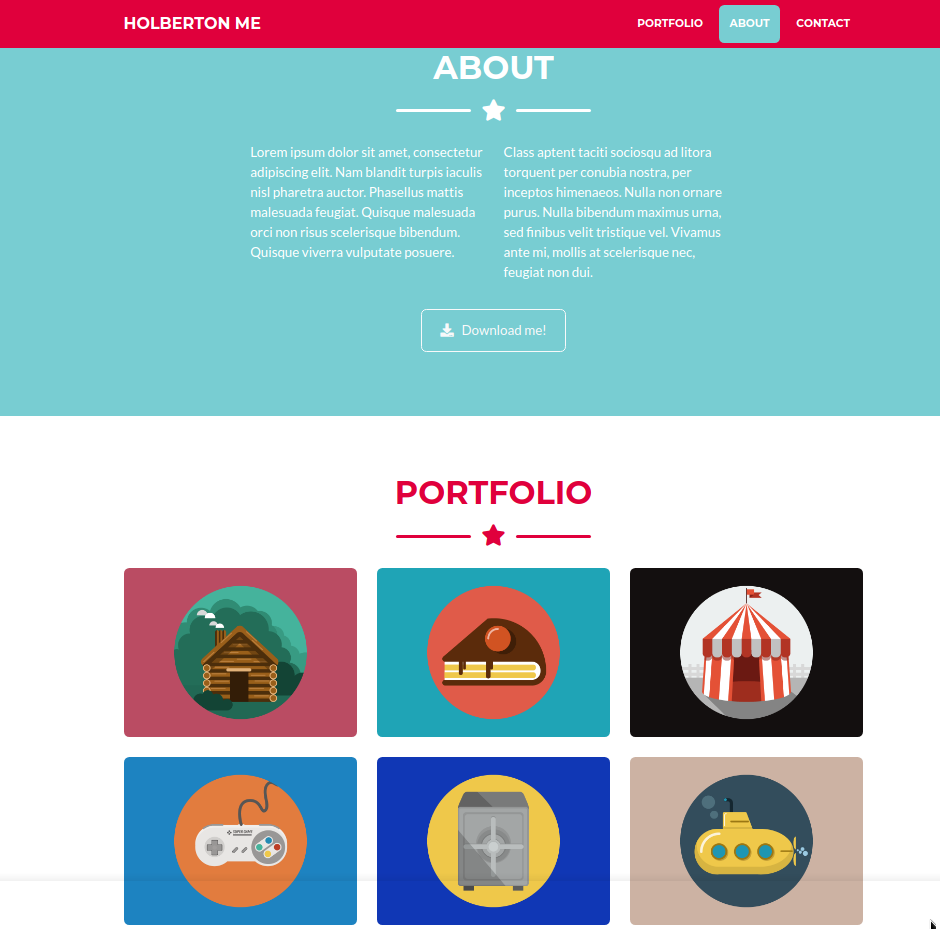 HOLBERTON ME
PORTFOLIO
ABOUT
CONTACT
ABOUT
Lorem ipsum dolor sit amet, consectetur
adipiscing elit. Nam blandit turpis iaculis
nisl pharetra auctor. Phasellus mattis
malesuada feugiat. Quisque malesuada
orci non risus scelerisque bibendum.
Quisque viverra vulputate posuere.
Class aptent taciti sociosqu ad litora
torquent per conubia nostra, per
inceptos himenaeos. Nulla non ornare
purus. Nulla bibendum maximus urna,
sed finibus velit tristique vel. Vivamus
ante mi, mollis at scelerisque nec,
feugiat non dui.
Download me!
PORTFOLIO